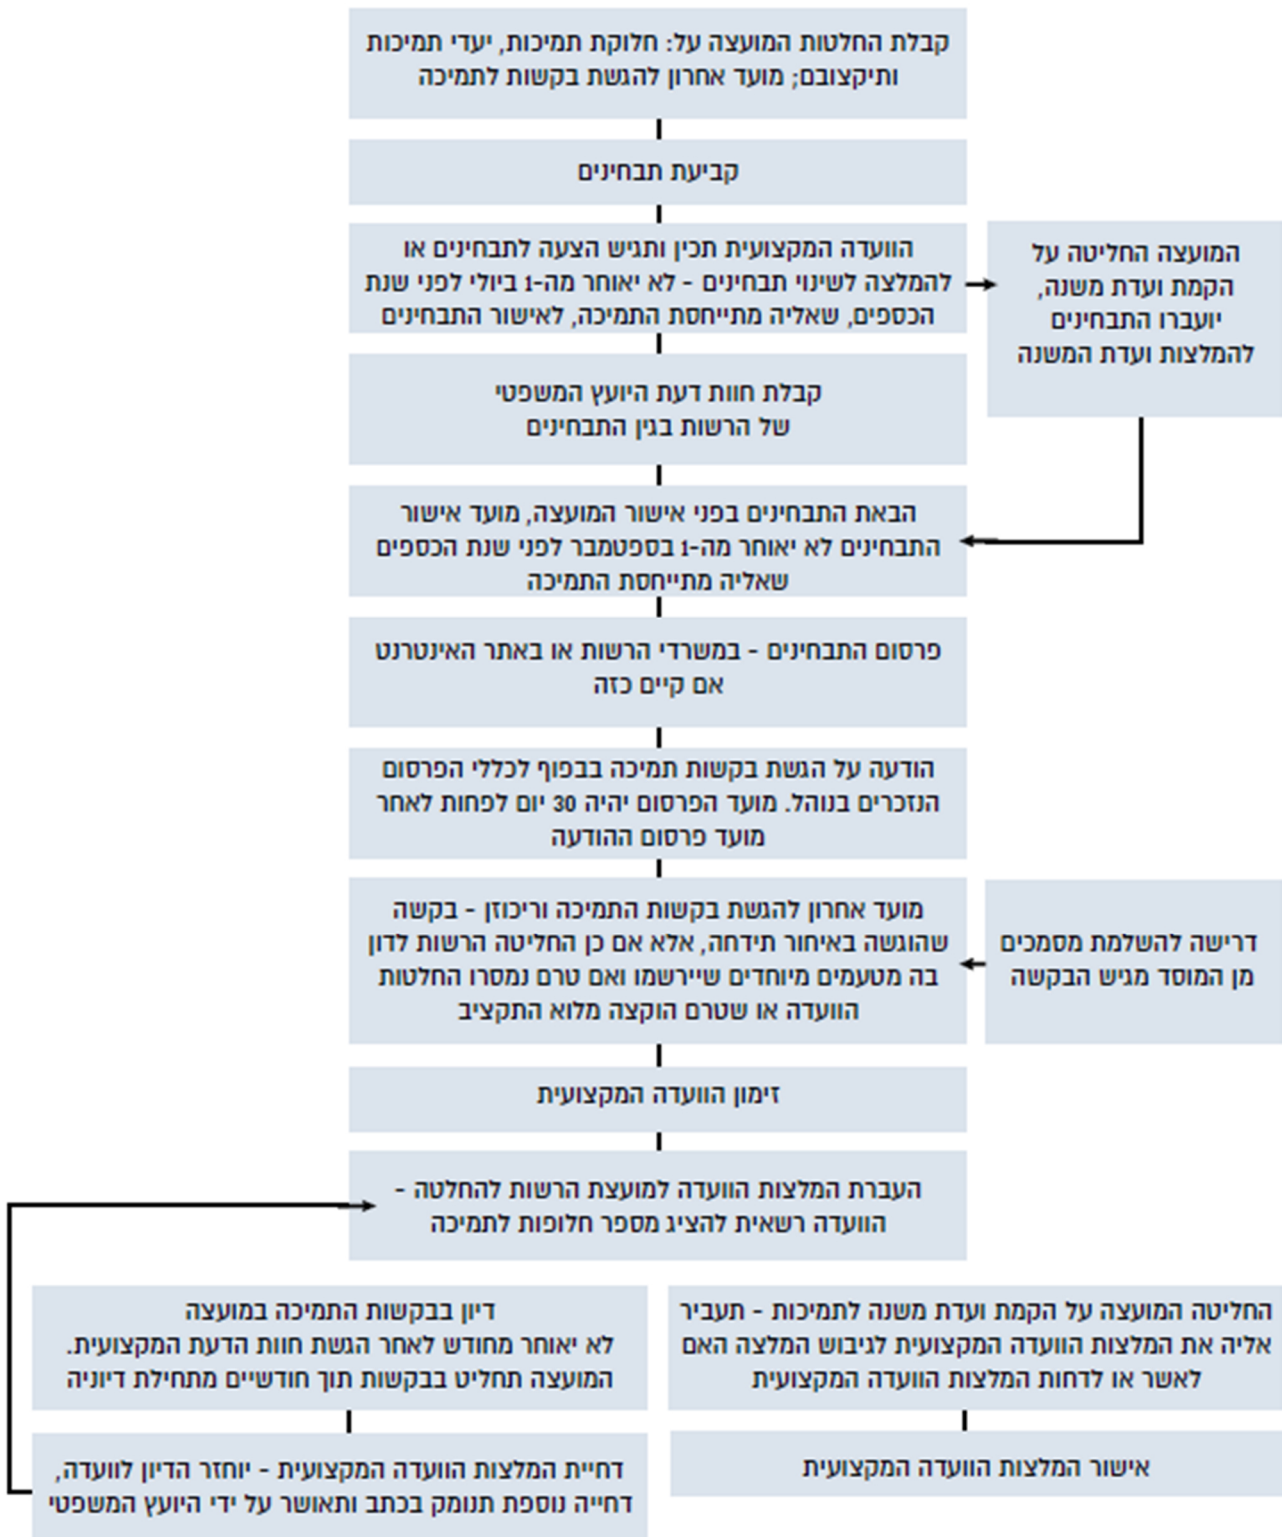 קבלת החלטות המועצה על: חלוקת תמיכות, יעדי תמיכות
ותיקצובם; מועד אחרון להגשת בקשות לתמיכה
קביעת תבחינים
הוועדה המקצועית תכין ותגיש הצעה לתבחינים או
להמלצה לשינוי תבחינים - לא יאוחר מה-1 ביולי לפני שנת
הכספים, שאליה מתייחסת התמיכה, לאישור התבחינים
המועצה החליטה על
הקמת ועדת משנה,
יועברו התבחינים
להמלצות ועדת המשנה
קבלת חוות דעת היועץ המשפטי
של הרשות בגין התבחינים
הבאת התבחינים בפני אישור המועצה, מועד אישור
התבחינים לא יאוחר מה-1 בספטמבר לפני שנת הכספים
שאליה מתייחסת התמיכה
פרסום התבחינים - במשרדי הרשות או באתר האינטרנט
אם קיים כזה
הודעה על הגשת בקשות תמיכה בבפוף לכללי הפרסום
הנזכרים בנוהל. מועד הפרסום יהיה 30 יום לפחות לאחר
מועד פרסום ההודעה
מועד אחרון להגשת בקשות התמיכה וריכוזן - בקשה
שהוגשה באיחור תידחה, אלא אם כן החליטה הרשות לדון
בה מטעמים מיוחדים שיירשמו ואם טרם נמסרו החלטות
הוועדה או שטרם הוקצה מלוא התקציב
דרישה להשלמת מסמכים
מן המוסד מגיש הבקשה
זימון הוועדה המקצועית
העברת המלצות הוועדה למועצת הרשות להחלטה -
הוועדה רשאית להציג מספר חלופות לתמיכה
החליטה המועצה על הקמת ועדת משנה לתמיכות - תעביר
אליה את המלצות הוועדה המקצועית לגיבוש המלצה האם
לאשר או לדחות המלצות הוועדה המקצועית
אישור המלצות הוועדה המקצועית
דיון בבקשות התמיכה במועצה
לא יאוחר מחודש לאחר הגשת חוות הדעת המקצועית.
המועצה תחליט בבקשות תוך חודשיים מתחילת דיוניה
דחיית המלצות הוועדה המקצועית - יוחזר הדיון לוועדה,
דחייה נוספת תנומק בכתב ותאושר על ידי היועץ המשפטי